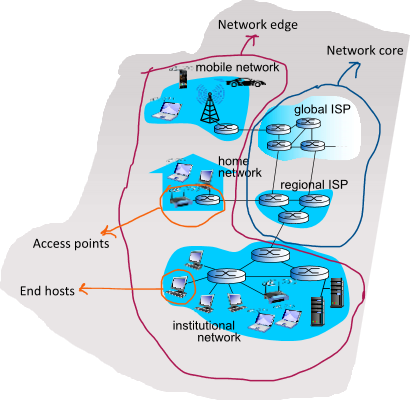 Network edge
Network core
mobile network
global ISP
home
network
regional ISP
Access points
End hosts
institutional
network